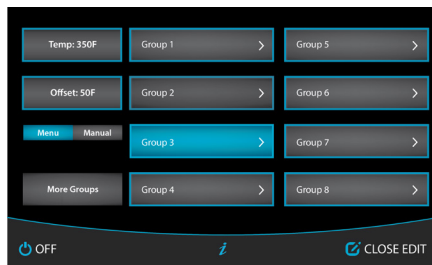 Temp: 350F
Group 1
Group 5
Offset: 50F
Group 2
Group 6
Menu
Manual
Group 3
Group 7
More Groups
Group 4
Group 8
OFF
i
CLOSE EDIT